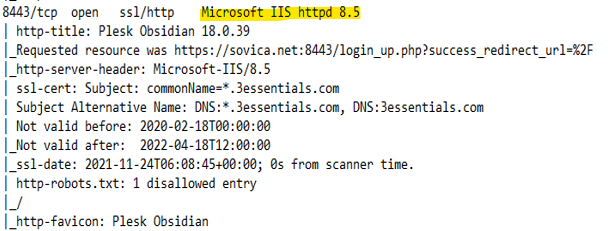 8443/tcp open ssl/http Microsoft IIS httpd 8.5
| http-title: Plesk Obsidian 18.0.39
|_Requested resource was https://sovica.net:8443/login_up.php?success_redirect_url=%2F
|_http-server-header: Microsoft-IIS/8.5
| ssl-cert: Subject: commonName=*.3essentials.com
| Subject Alternative Name: DNS:*.3essentials.com, DNS:3essentials.com
| Not valid before: 2020-02-18T00:00:00
|_Not valid after: 2022-04-18T12:00:00
|_ssl-date: 2021-11-24T06:08:45+00:00; 0s from scanner time.
| http-robots.txt: 1 disallowed entry
|_/
|_http-favicon: Plesk Obsidian